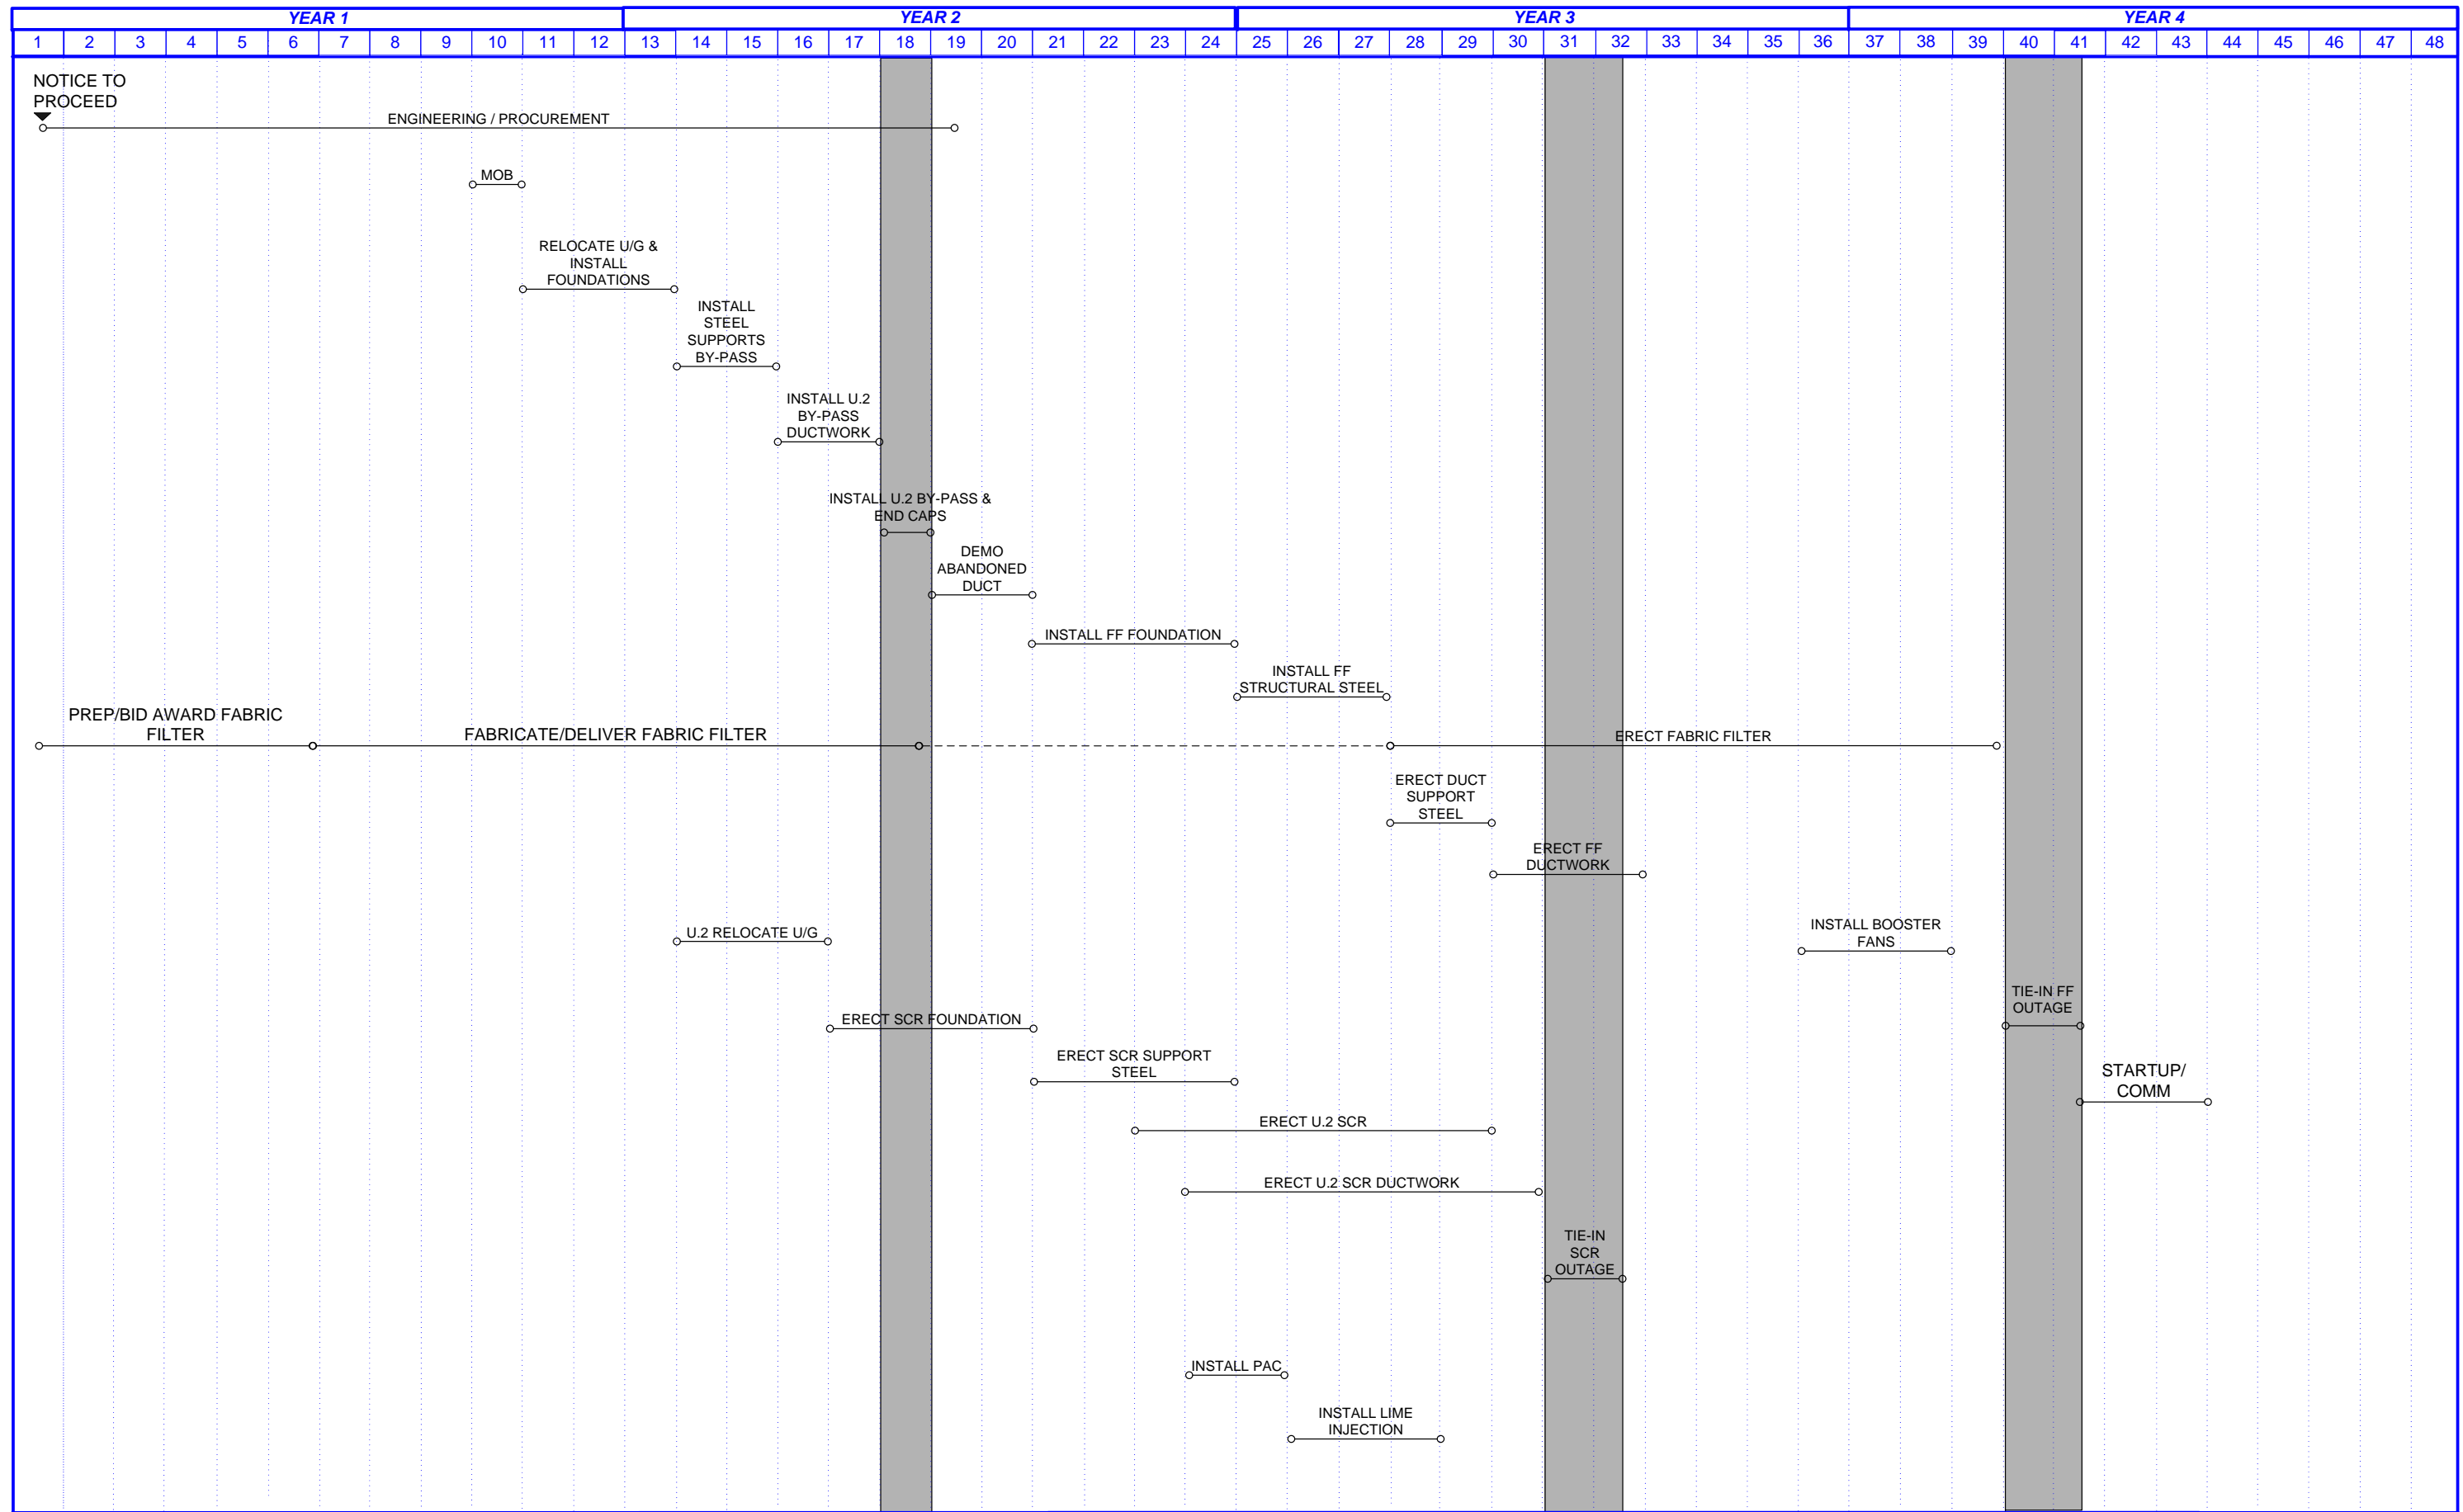 YEAR 1 YEAR 2 YEAR 3 YEAR 4
1 2 3 4 5 6 7 8 9 10 11 12 13 14 15 16 17 18 19 20 21 22 23 24 25 26 27 28 29 30 31 32 33 34 35 36 37 38 39 40 41 42 43 44 45 46 47 48
NOTICE TO
PROCEED
ENGINEERING / PROCUREMENT
MOB
RELOCATE U/G &
INSTALL
FOUNDATIONS
INSTALL
STEEL
SUPPORTS
BY-PASS
INSTALL U.2
BY-PASS
DUCTWORK
INSTALL U.2 BY-PASS &
END CAPS
DEMO
ABANDONED
DUCT
INSTALL FF FOUNDATION
INSTALL FF
STRUCTURAL STEEL
PREP/BID AWARD FABRIC
FILTER
FABRICATE/DELIVER FABRIC FILTER
ERECT FABRIC FILTER
ERECT DUCT
SUPPORT
STEEL
ERECT FF
DUCTWORK
U.2 RELOCATE U/G
INSTALL BOOSTER
FANS
TIE-IN FF
OUTAGE
ERECT SCR FOUNDATION
ERECT SCR SUPPORT
STEEL
STARTUP/
COMM
ERECT U.2 SCR
ERECT U.2 SCR DUCTWORK
TIE-IN
SCR
OUTAGE
INSTALL PAC
INSTALL LIME
INJECTION